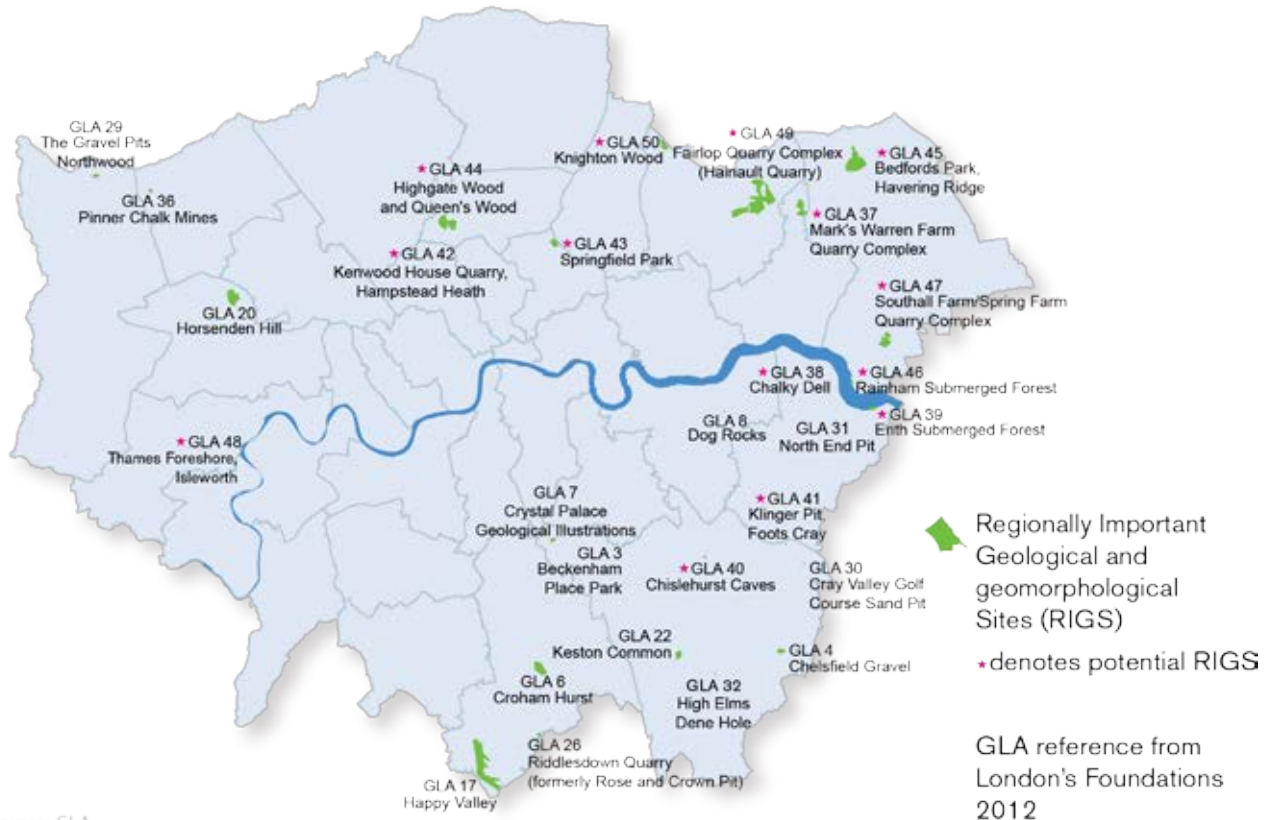 GLA 29
The Gravel Pits
Northwood
GLA 36
Pinner Chalk Mines
★GLA 44
Highgate Wood
and Queen's Wood
★GLA 50
Knighton Wood
★GLA 49
Fairlop Quarry Complex
(Hainault Quarry)
★GLA 45
Bedfords Park,
Havering Ridge
★GLA 37
Mark's Warren Farm
Quarry Complex
★GLA 42
Kenwood House Quarry,
Hampstead Heath
★GLA 43
Springfield Park
★GLA 47
Southall Farm/Spring Farm
Quarry Complex
GLA 20
Horsenden Hill
★GLA 38
Chalky Dell
★GLA 46
Rainham Submerged Forest
★GLA 39
Erith Submerged Forest
GLA 8
Dog Rocks
GLA 31
North End Pit
★GLA 48
Thames Foreshore,
Isleworth
GLA 7
Crystal Palace
Geological Illustrations
★GLA 41
Klinger Pit,
Foots Cray
GLA 3
Beckenham
Place Park
★GLA 40
Chislehurst Caves
GLA 30
Cray Valley Golf
Course Sand Pit
GLA 22
Keston Common
GLA 4
Chelsfield Gravel
GLA 6
Croham Hurst
GLA 32
High Elms
Dene Hole
GLA 26
Riddlesdown Quarry
(formerly Rose and Crown Pit)
GLA 17
Happy Valley
Regionally Important
Geological and
geomorphological
Sites (RIGS)
★denotes potential RIGS
GLA reference from
London's Foundations
2012